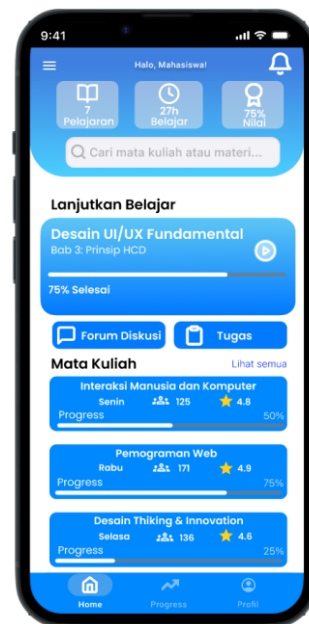 9:41
Halo, Mahasiswa!
7
Pelajaran
27h
Belajar
75%
Nilai
Cari mata kuliah atau materi...
Lanjutkan Belajar
Desain UI/UX Fundamental
Bab 3: Prinsip HCD
75% Selesai
Forum Diskusi
Tugas
Mata Kuliah
Lihat semua
Interaksi Manusia dan Komputer
Senin 125 4.8
Progress 50%
Pemograman Web
Rabu 171 4.9
Progress 75%
Desain Thiking & Innovation
Selasa 136 4.6
Progress 25%
Home
Progress
Profil